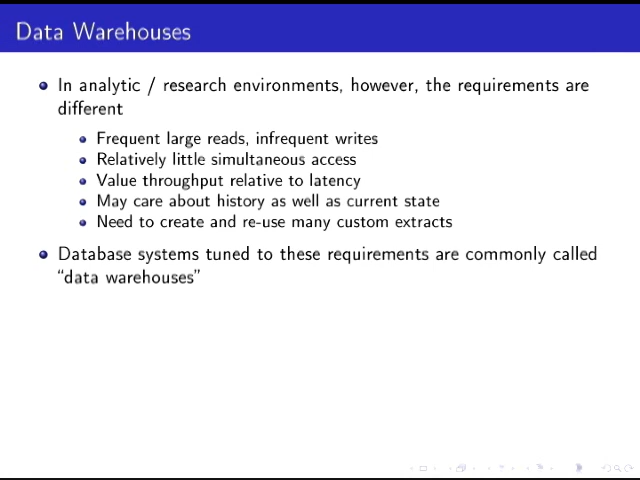 Data Warehouses
In analytic / research environments, however, the requirements are
different
Frequent large reads, infrequent writes
Relatively little simultaneous access
Value throughput relative to latency
May care about history as well as current state
Need to create and re-use many custom extracts
Database systems tuned to these requirements are commonly called
“data warehouses”